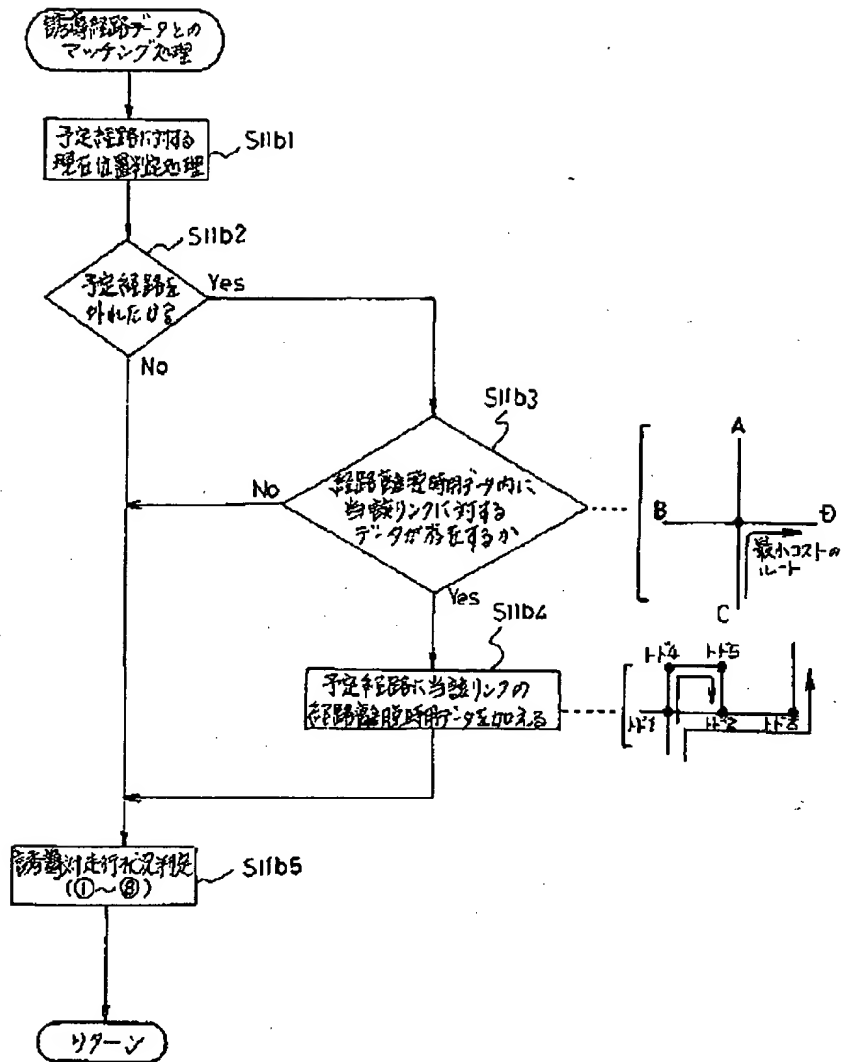 誘導経路データとの
マッチング処理
予定経路に対する
現在位置判定処理
S11b1
S11b2
予定経路を
外れたか?
Yes
No
S11b3
経路離脱時用データ内に
当該リンクに対する
データが存在するか
No
Yes
A
B
D
最小コストの
ルート
C
S11b4
予定経路に当該リンクの
経路離脱時用データを加える
ノード4
ノード5
ノード1
ノード2
ノード3
誘導対走行状況判定
(①～⑧)
S11b5
リターン